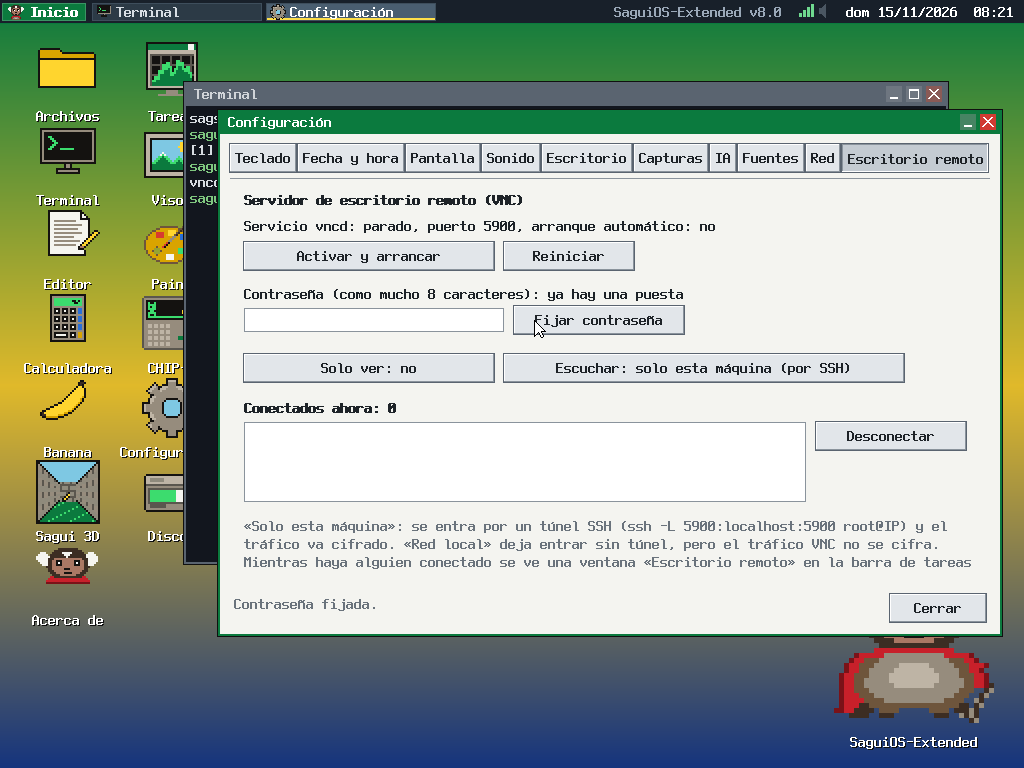 Inicio Terminal Configuración SaguiOS-Extended v8.0 dom 15/11/2026 08:21
Archivos
Terminal
Editor
Calculadora
Banana
Sagui 3D
Acerca de
Terminal
[1]
Configuración
Teclado Fecha y hora Pantalla Sonido Escritorio Capturas IA Fuentes Red Escritorio remoto
Servidor de escritorio remoto (VNC)
Servicio vncd: parado, puerto 5900, arranque automático: no
Activar y arrancar Reiniciar
Contraseña (como mucho 8 caracteres): ya hay una puesta
Fijar contraseña
Solo ver: no Escuchar: solo esta máquina (por SSH)
Conectados ahora: 0
Desconectar
«Solo esta máquina»: se entra por un túnel SSH (ssh -L 5900:localhost:5900 root@IP) y el
tráfico va cifrado. «Red local» deja entrar sin túnel, pero el tráfico VNC no se cifra.
Mientras haya alguien conectado se ve una ventana «Escritorio remoto» en la barra de tareas
Contraseña fijada.
Cerrar
SaguiOS-Extended